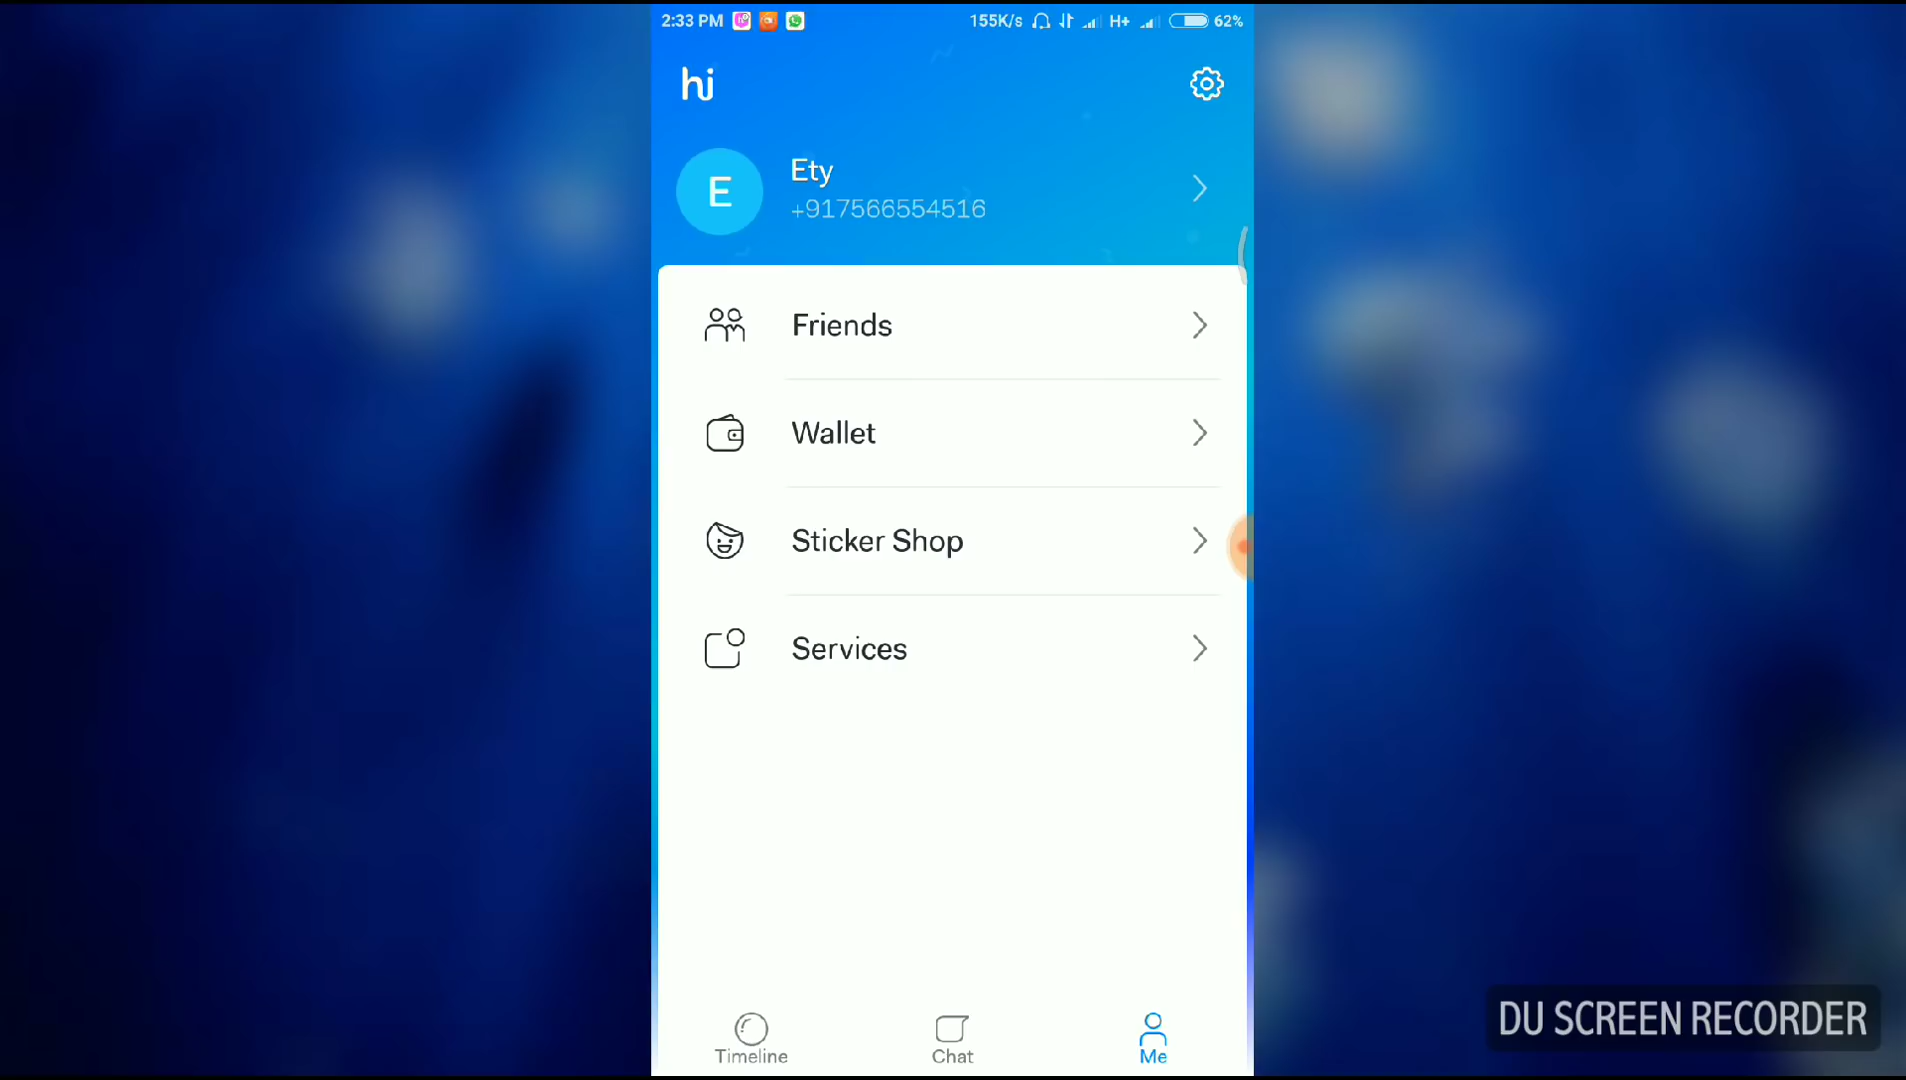 2:33 PM 155K/s H+ 62%
hi
E
Ety
+917566554516
Friends
Wallet
Sticker Shop
Services
Timeline Chat Me
DU SCREEN RECORDER